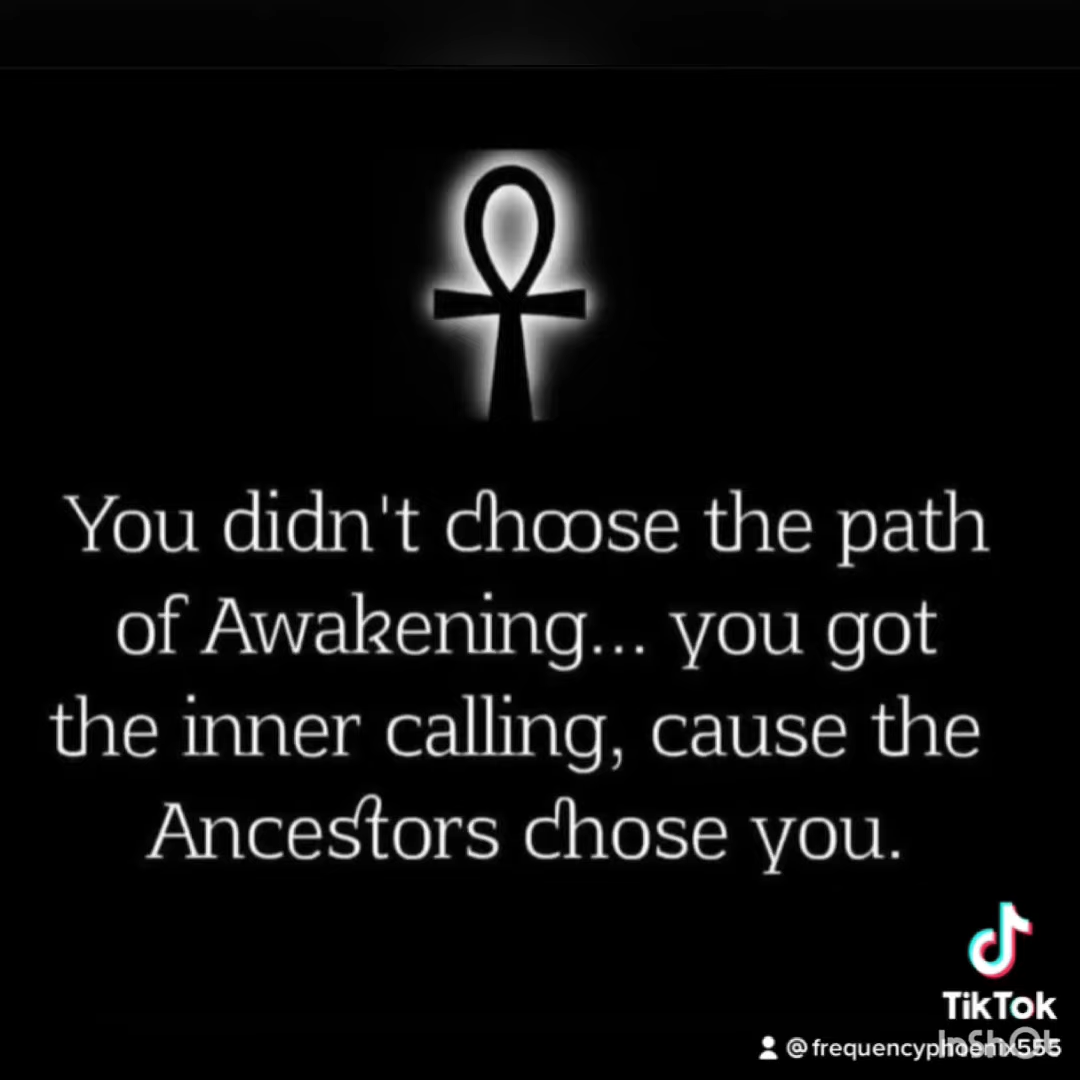 You didn't choose the path
of Awakening... you got
the inner calling, cause the
Ancestors chose you.
TikTok
@frequencyphoenix555
InShOt